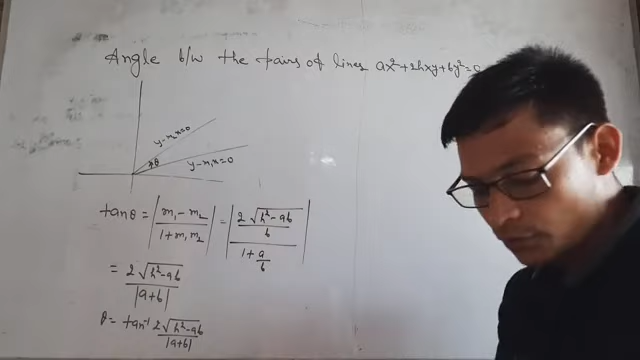 Angle b/w the pairs of lines ax²+2hxy+by²=0
y-m₂x=0
θ
y-m₁x=0
tanθ = |m₁-m₂ / 1+m₁m₂| = |(2√(h²-ab) / b) / (1+a/b)|
= 2√(h²-ab) / |a+b|
θ= tan⁻¹ 2√(h²-ab) / |a+b|